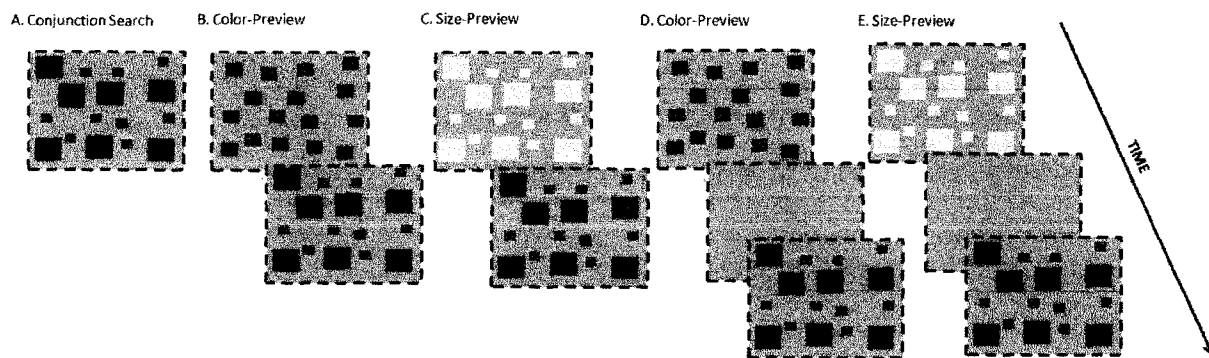 A. Conjunction Search
B. Color-Preview
C. Size-Preview
D. Color-Preview
E. Size-Preview
TIME